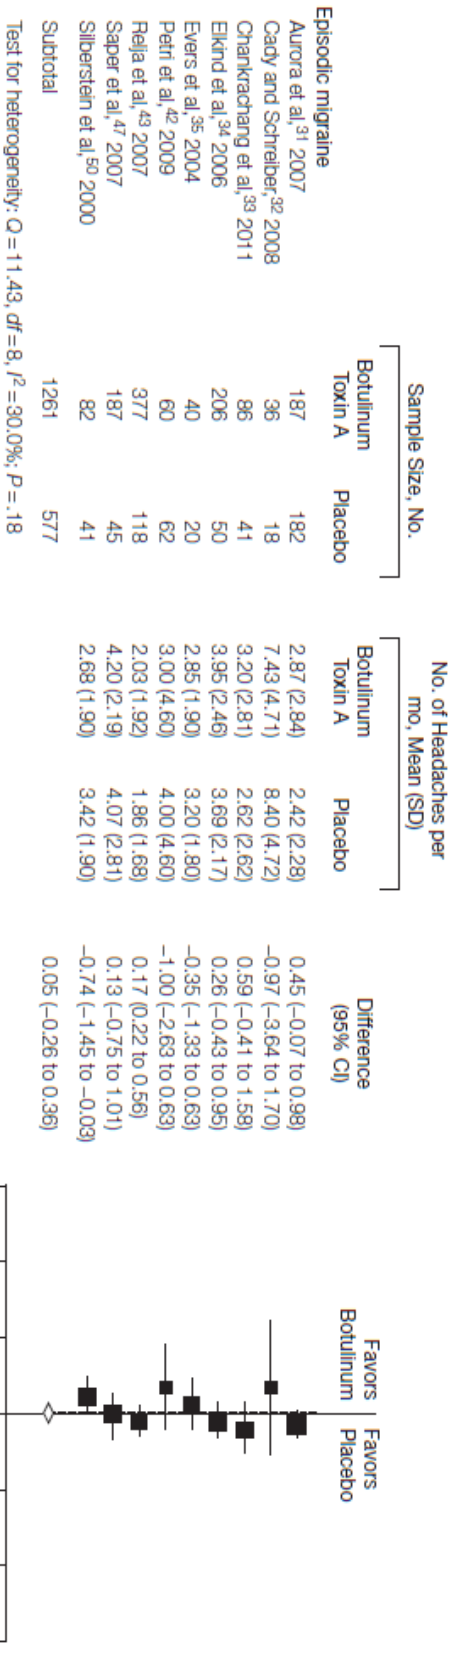 Sample Size, No.
No. of Headaches per
mo, Mean (SD)
Botulinum
Toxin A
Placebo
Botulinum
Toxin A
Placebo
Difference
(95% CI)
Favors
Botulinum
Favors
Placebo
Episodic migraine
Aurora et al,31 2007 187 182 2.87 (2.84) 2.42 (2.28) 0.45 (−0.07 to 0.98)
Cady and Schreiber,32 2008 36 18 7.43 (4.71) 8.40 (4.72) −0.97 (−3.64 to 1.70)
Chankrachang et al,33 2011 86 41 3.20 (2.81) 2.62 (2.62) 0.59 (−0.41 to 1.58)
Elkind et al,34 2006 206 50 3.95 (2.46) 3.69 (2.17) 0.26 (−0.43 to 0.95)
Evers et al,35 2004 40 20 2.85 (1.90) 3.20 (1.80) −0.35 (−1.33 to 0.63)
Petri et al,42 2009 60 62 3.00 (4.60) 4.00 (4.60) −1.00 (−2.63 to 0.63)
Relja et al,43 2007 377 118 2.03 (1.92) 1.86 (1.68) 0.17 (0.22 to 0.56)
Saper et al,47 2007 187 45 4.20 (2.19) 4.07 (2.81) 0.13 (−0.75 to 1.01)
Silberstein et al,50 2000 82 41 2.68 (1.90) 3.42 (1.90) −0.74 (−1.45 to −0.03)
Subtotal 1261 577 0.05 (−0.26 to 0.36)
Test for heterogeneity: Q=11.43, df=8, I²=30.0%; P=.18